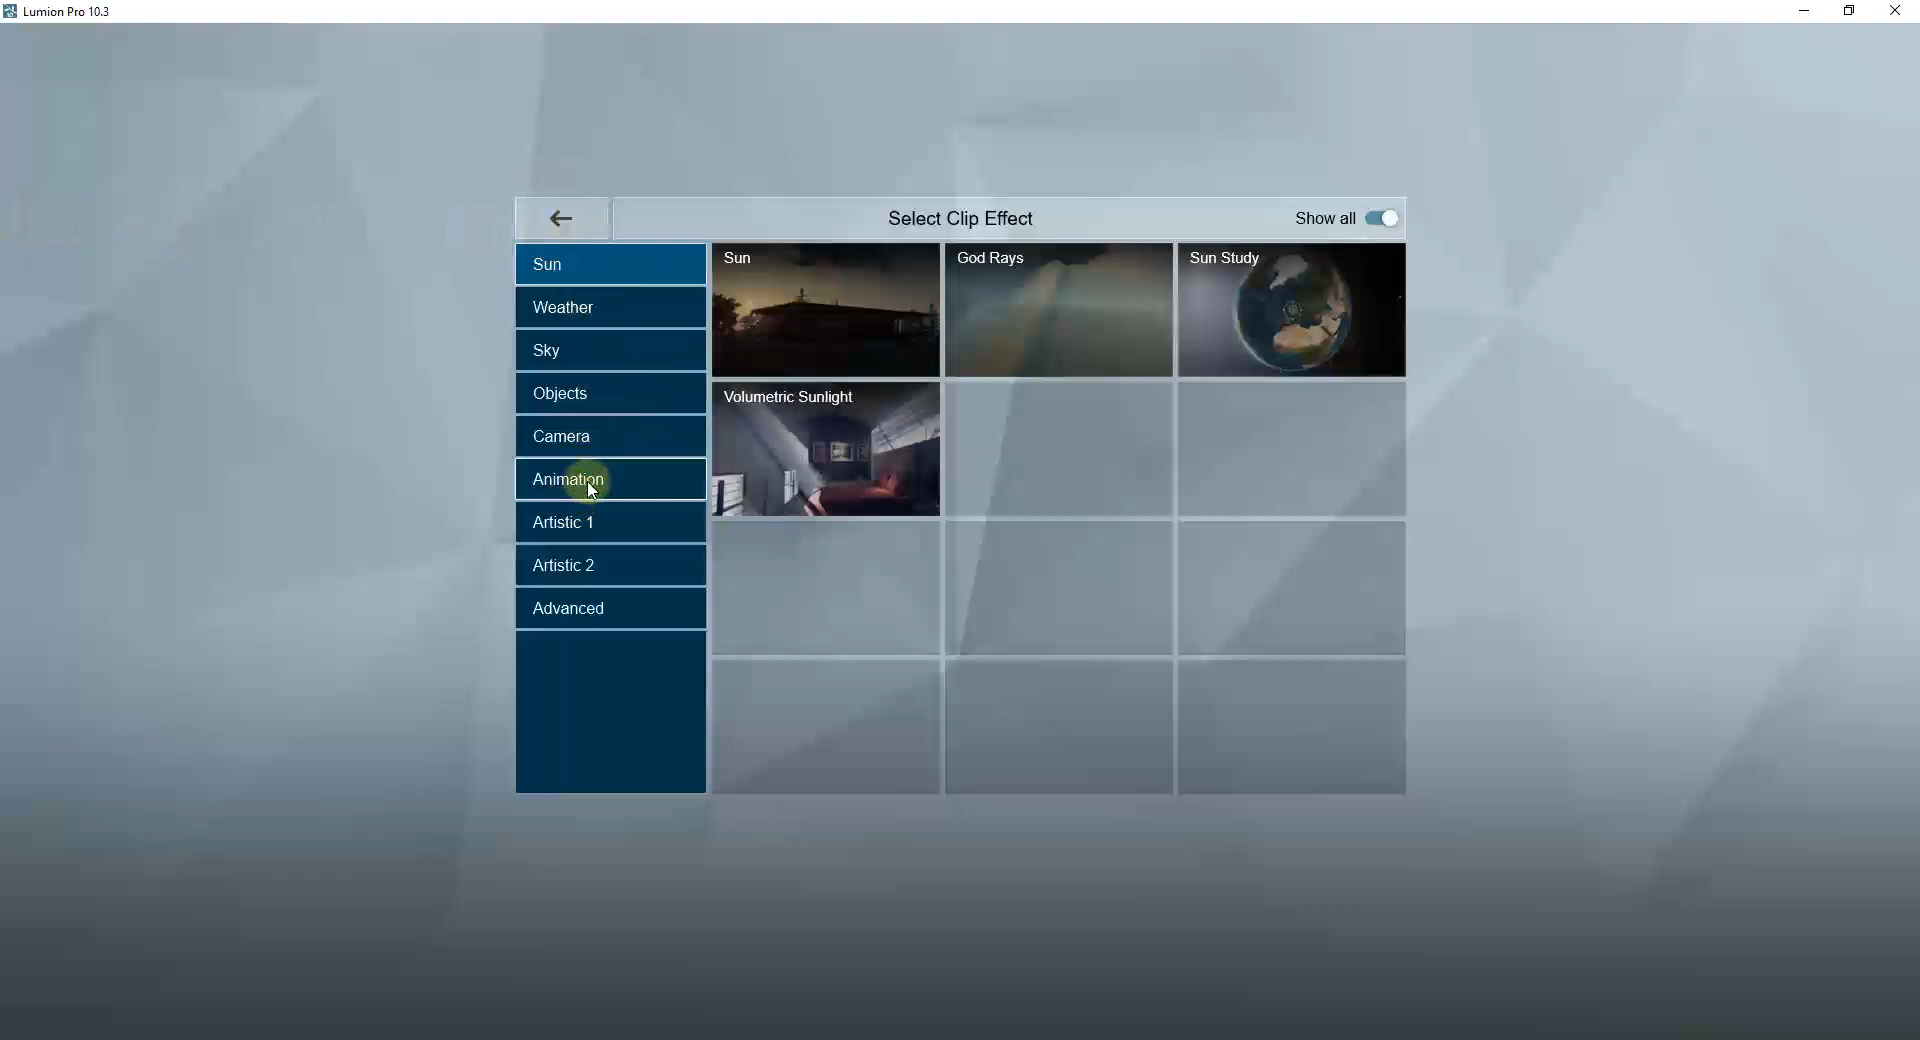 Lumion Pro 10.3
Select Clip Effect
Show all
Sun
Weather
Sky
Objects
Camera
Animation
Artistic 1
Artistic 2
Advanced
Sun
God Rays
Sun Study
Volumetric Sunlight